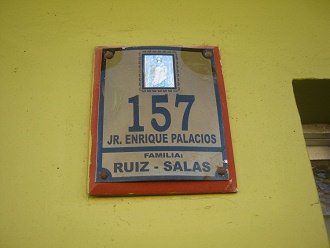 157
JR. ENRIQUE PALACIOS
FAMILIA:
RUIZ - SALAS